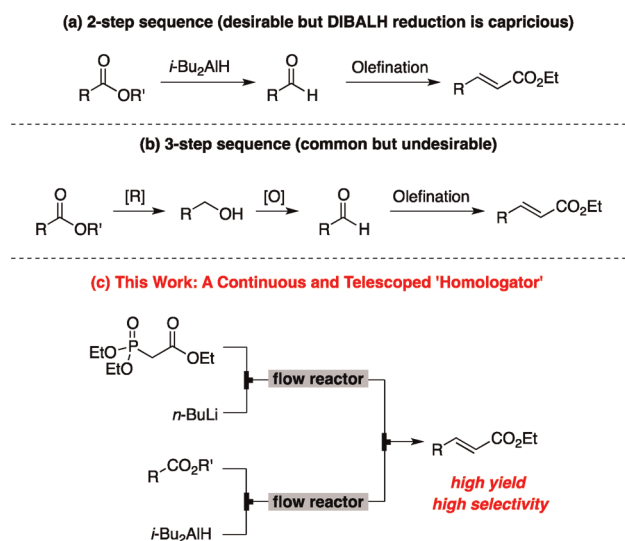 (a) 2-step sequence (desirable but DIBALH reduction is capricious)
O
R
OR'
i-Bu₂AlH
O
R
H
Olefination
R
CO₂Et
(b) 3-step sequence (common but undesirable)
O
R
OR'
[R]
R
OH
[O]
O
R
H
Olefination
R
CO₂Et
(c) This Work: A Continuous and Telescoped 'Homologator'
O
O
EtO
P
EtO
OEt
n-BuLi
flow reactor
R
CO₂Et
R
CO₂R'
high yield
high selectivity
flow reactor
i-Bu₂AlH